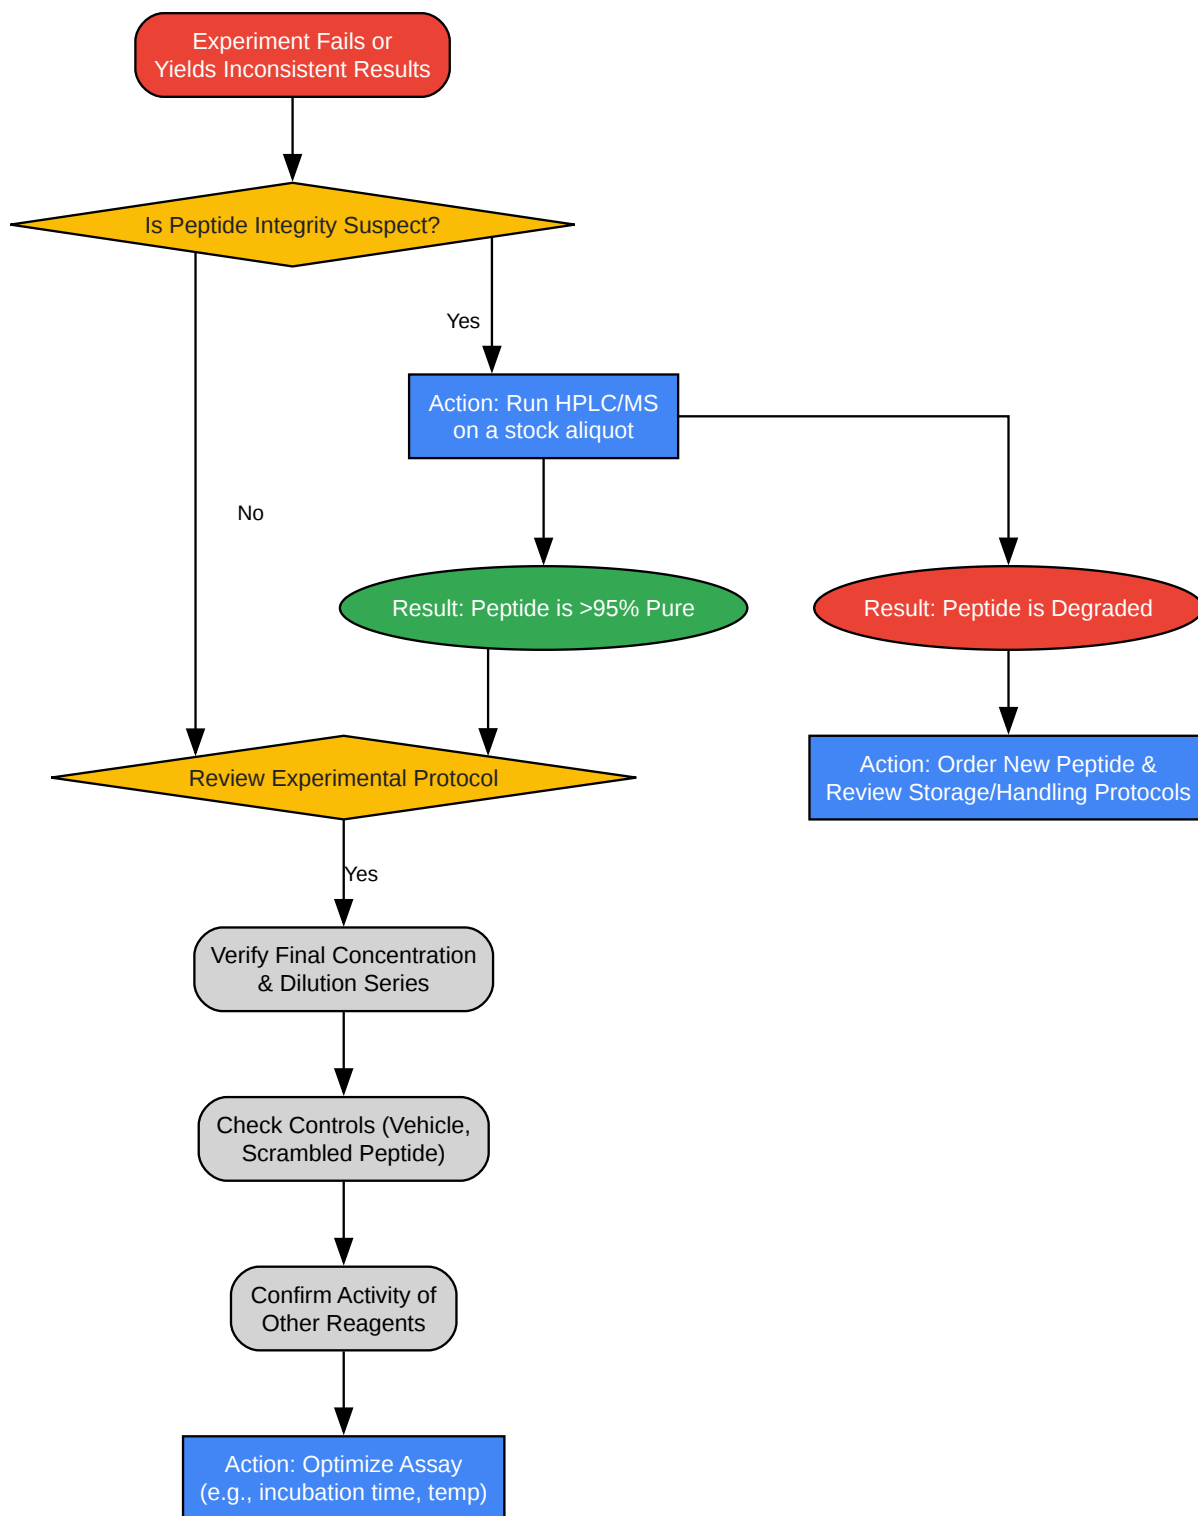 Experiment Fails or
Yields Inconsistent Results
Is Peptide Integrity Suspect?
Yes
Action: Run HPLC/MS
on a stock aliquot
No
Result: Peptide is >95% Pure
Result: Peptide is Degraded
Review Experimental Protocol
Action: Order New Peptide &
Review Storage/Handling Protocols
Yes
Verify Final Concentration
& Dilution Series
Check Controls (Vehicle,
Scrambled Peptide)
Confirm Activity of
Other Reagents
Action: Optimize Assay
(e.g., incubation time, temp)